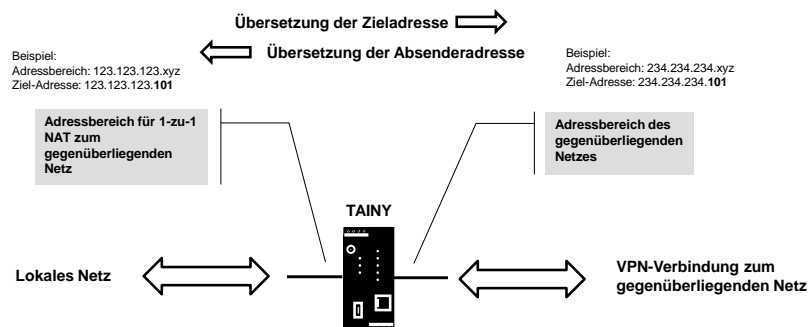 Übersetzung der Zieladresse
Übersetzung der Absenderadresse
Beispiel:
Adressbereich: 123.123.123.xyz
Ziel-Adresse: 123.123.123.101
Beispiel:
Adressbereich: 234.234.234.xyz
Ziel-Adresse: 234.234.234.101
Adressbereich für 1-zu-1
NAT zum
gegenüberliegenden
Netz
Adressbereich des
gegenüberliegenden
Netzes
TAINY
Lokales Netz
VPN-Verbindung zum
gegenüberliegenden Netz